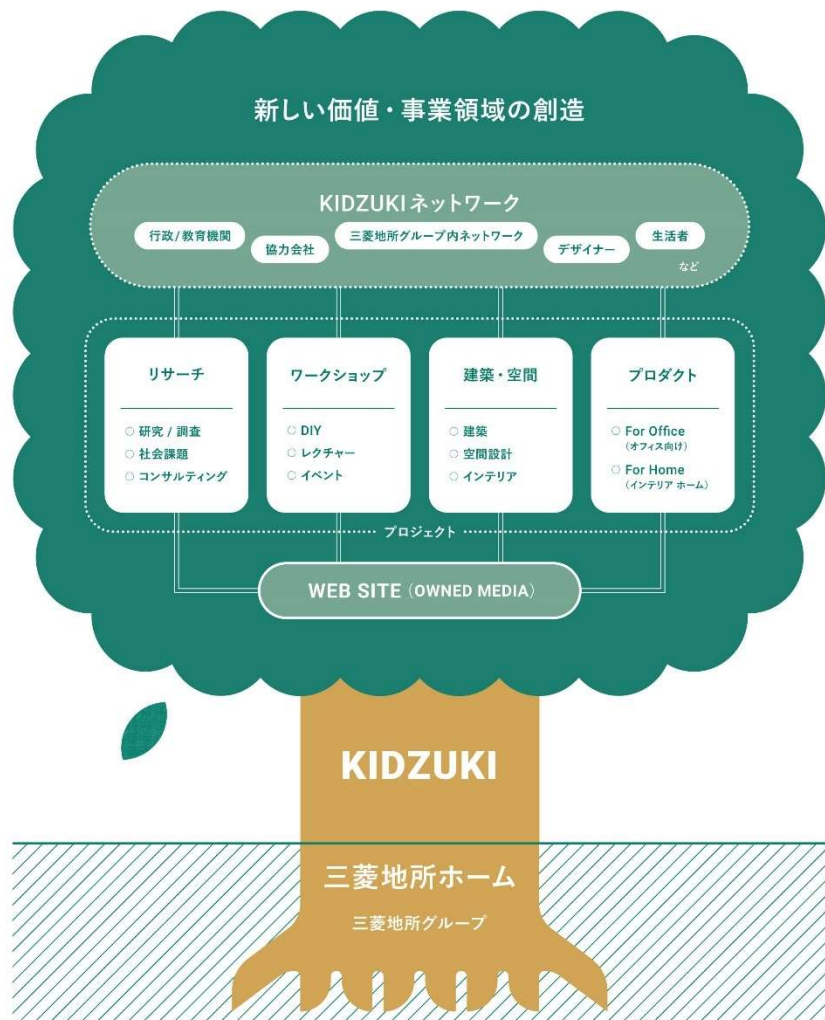 新しい価値・事業領域の創造
KIDZUKIネットワーク
行政/教育機関
協力会社
三菱地所グループ内ネットワーク
デザイナー
生活者
など
リサーチ
研究 / 調査
社会課題
コンサルティング
ワークショップ
DIY
レクチャー
イベント
建築・空間
建築
空間設計
インテリア
プロダクト
For Office
（オフィス向け）
For Home
（インテリア ホーム）
プロジェクト
WEB SITE（OWNED MEDIA）
KIDZUKI
三菱地所ホーム
三菱地所グループ